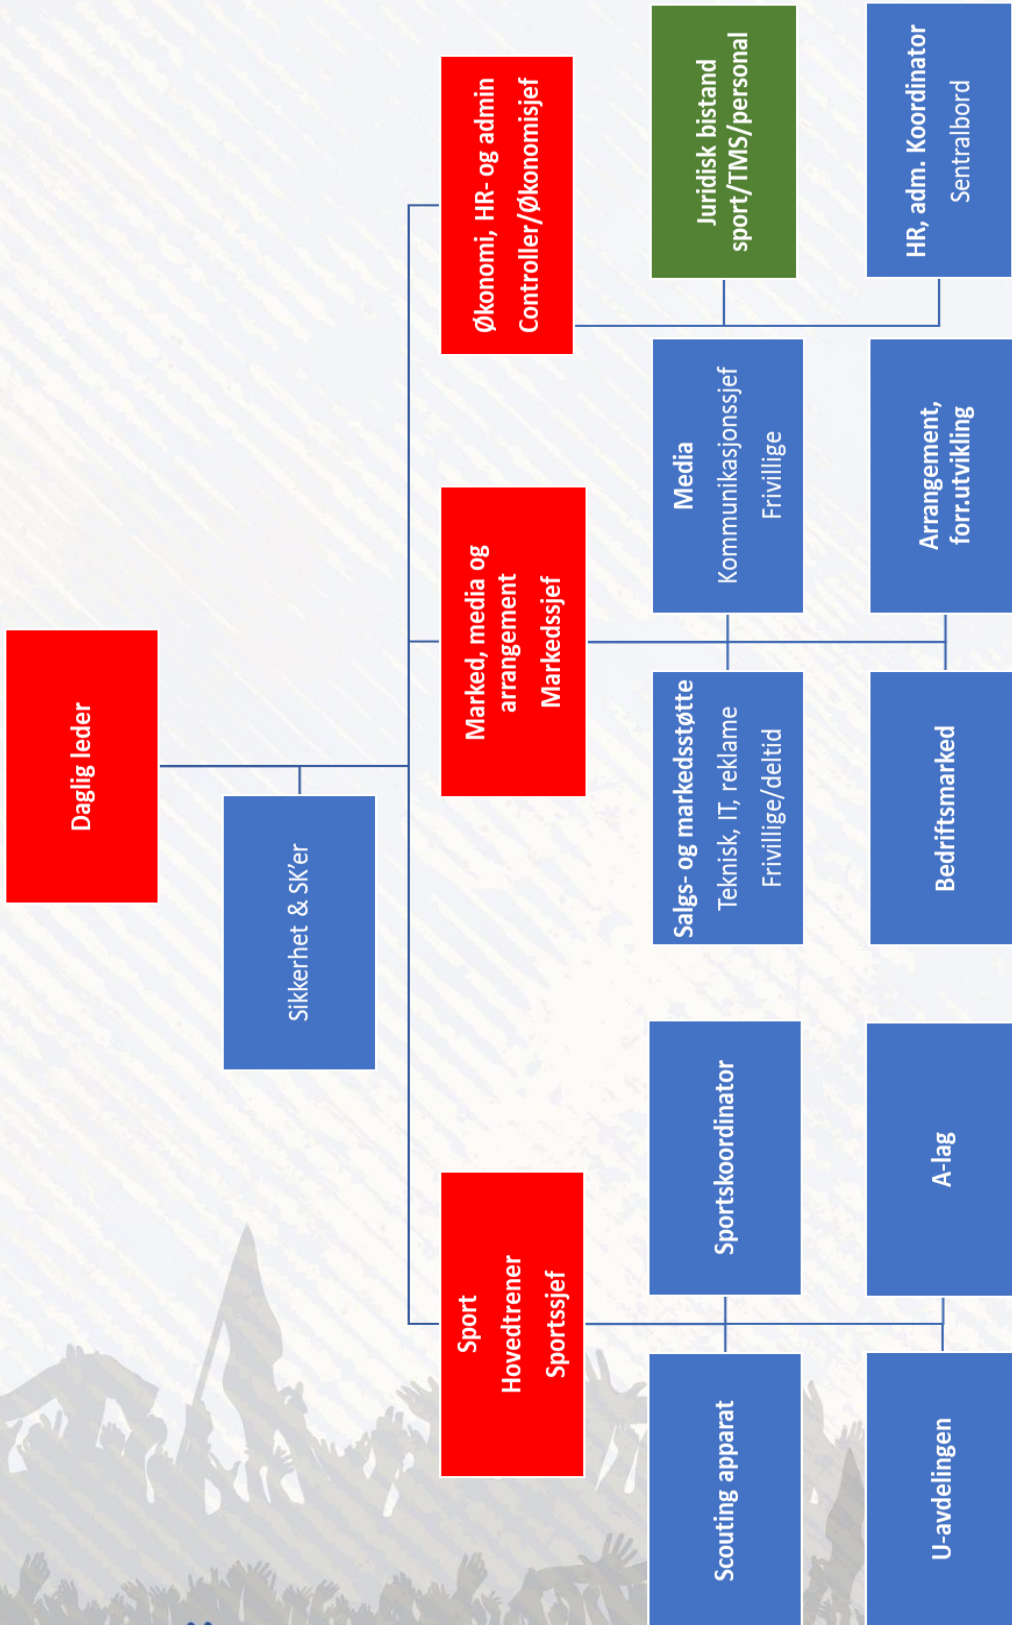 Daglig leder
Sikkerhet & SK'er
Sport
Hovedtrener
Sportssjef
Marked, media og
arrangement
Markedssjef
Økonomi, HR- og admin
Controller/Økonomisjef
Scouting apparat
Sportskoordinator
Salgs- og markedsstøtte
Teknisk, IT, reklame
Frivillige/deltid
Media
Kommunikasjonssjef
Frivillige
Juridisk bistand
sport/TMS/personal
U-avdelingen
A-lag
Bedriftsmarked
Arrangement,
forr.utvikling
HR, adm. Koordinator
Sentralbord